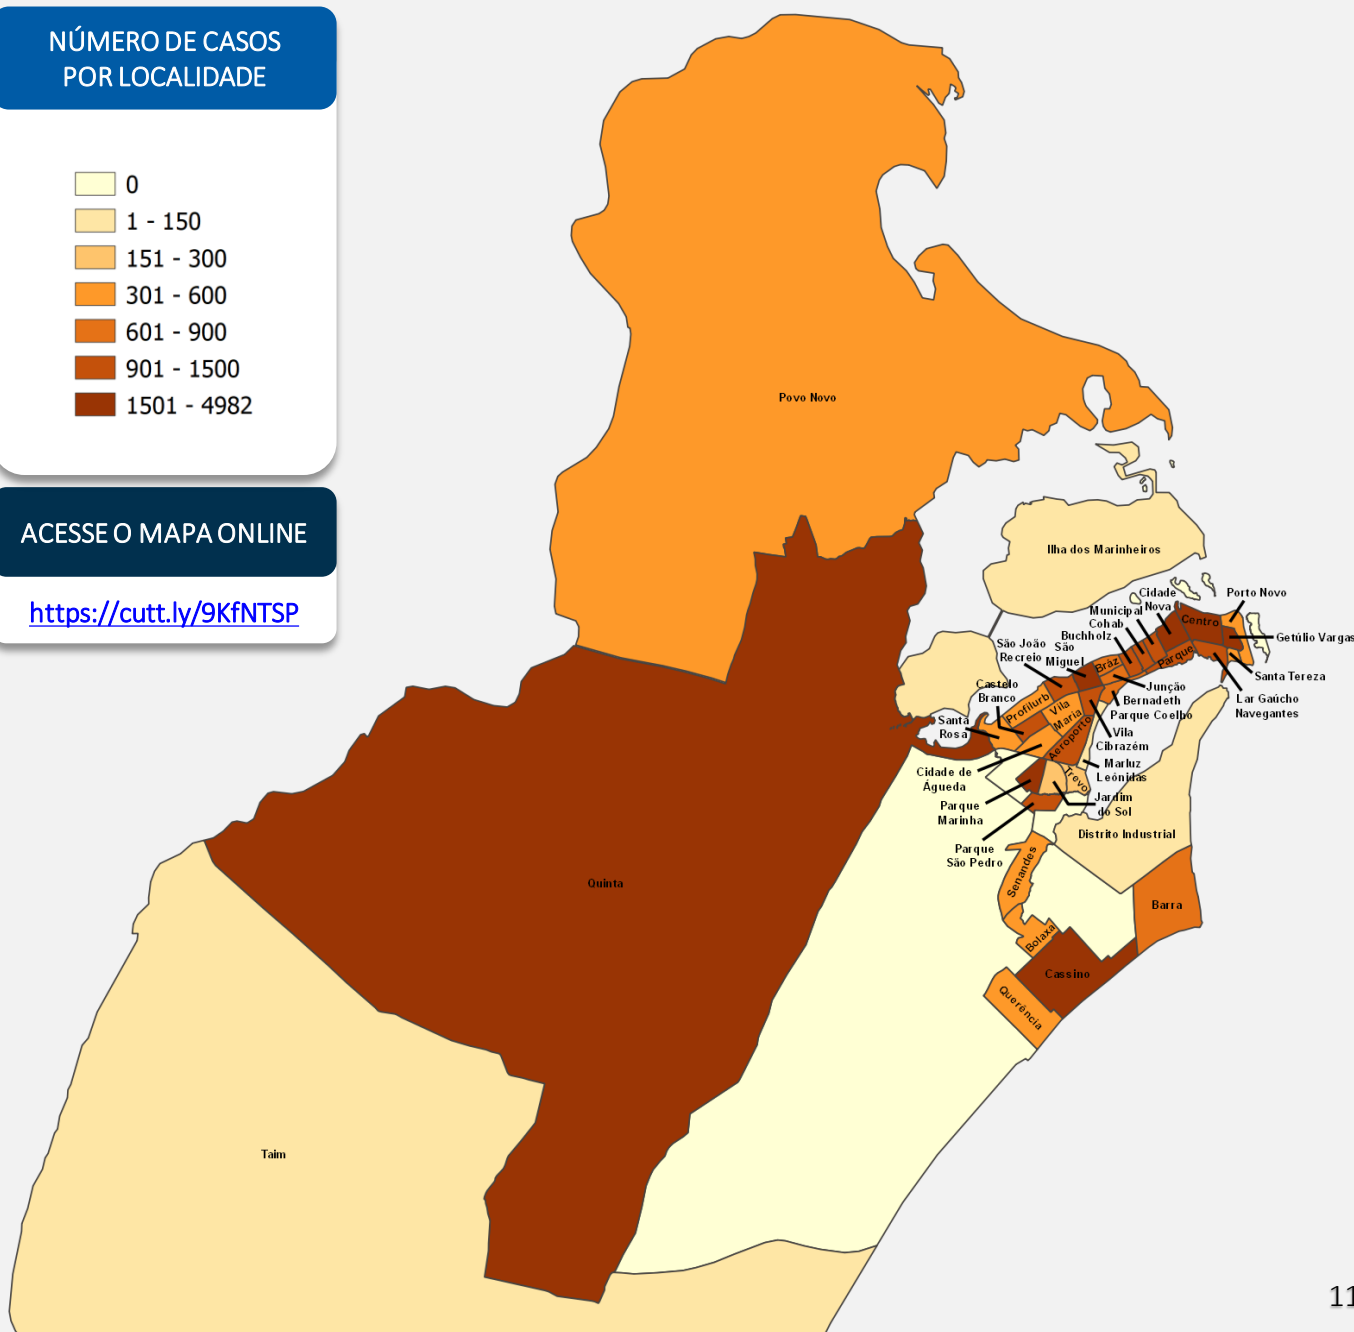 NÚMERO DE CASOS
POR LOCALIDADE
0
1 - 150
151 - 300
301 - 600
601 - 900
901 - 1500
1501 - 4982
ACESSE O MAPA ONLINE
https://cutt.ly/9KfNTSP
Povo Novo
Ilha dos Marinheiros
Cidade
Nova
Porto Novo
Municipal
Cohab
Buchholz
Centro
Getúlio Vargas
São João
Recreio
São
Miguel
Bráz
Parque
Santa Tereza
Castelo
Branco
Junção
Bernadeth
Parque Coelho
Lar Gaúcho
Navegantes
Profilurb
Vila
Maria
Santa
Rosa
Aeroporto
Vila
Cibrazém
Marluz
Leónidas
Cidade de
Águeda
Trevo
Jardim
do Sol
Parque
Marinha
Parque
São Pedro
Distrito Industrial
Senandes
Quinta
Barra
Bolaxa
Cassino
Querência
Taim
11